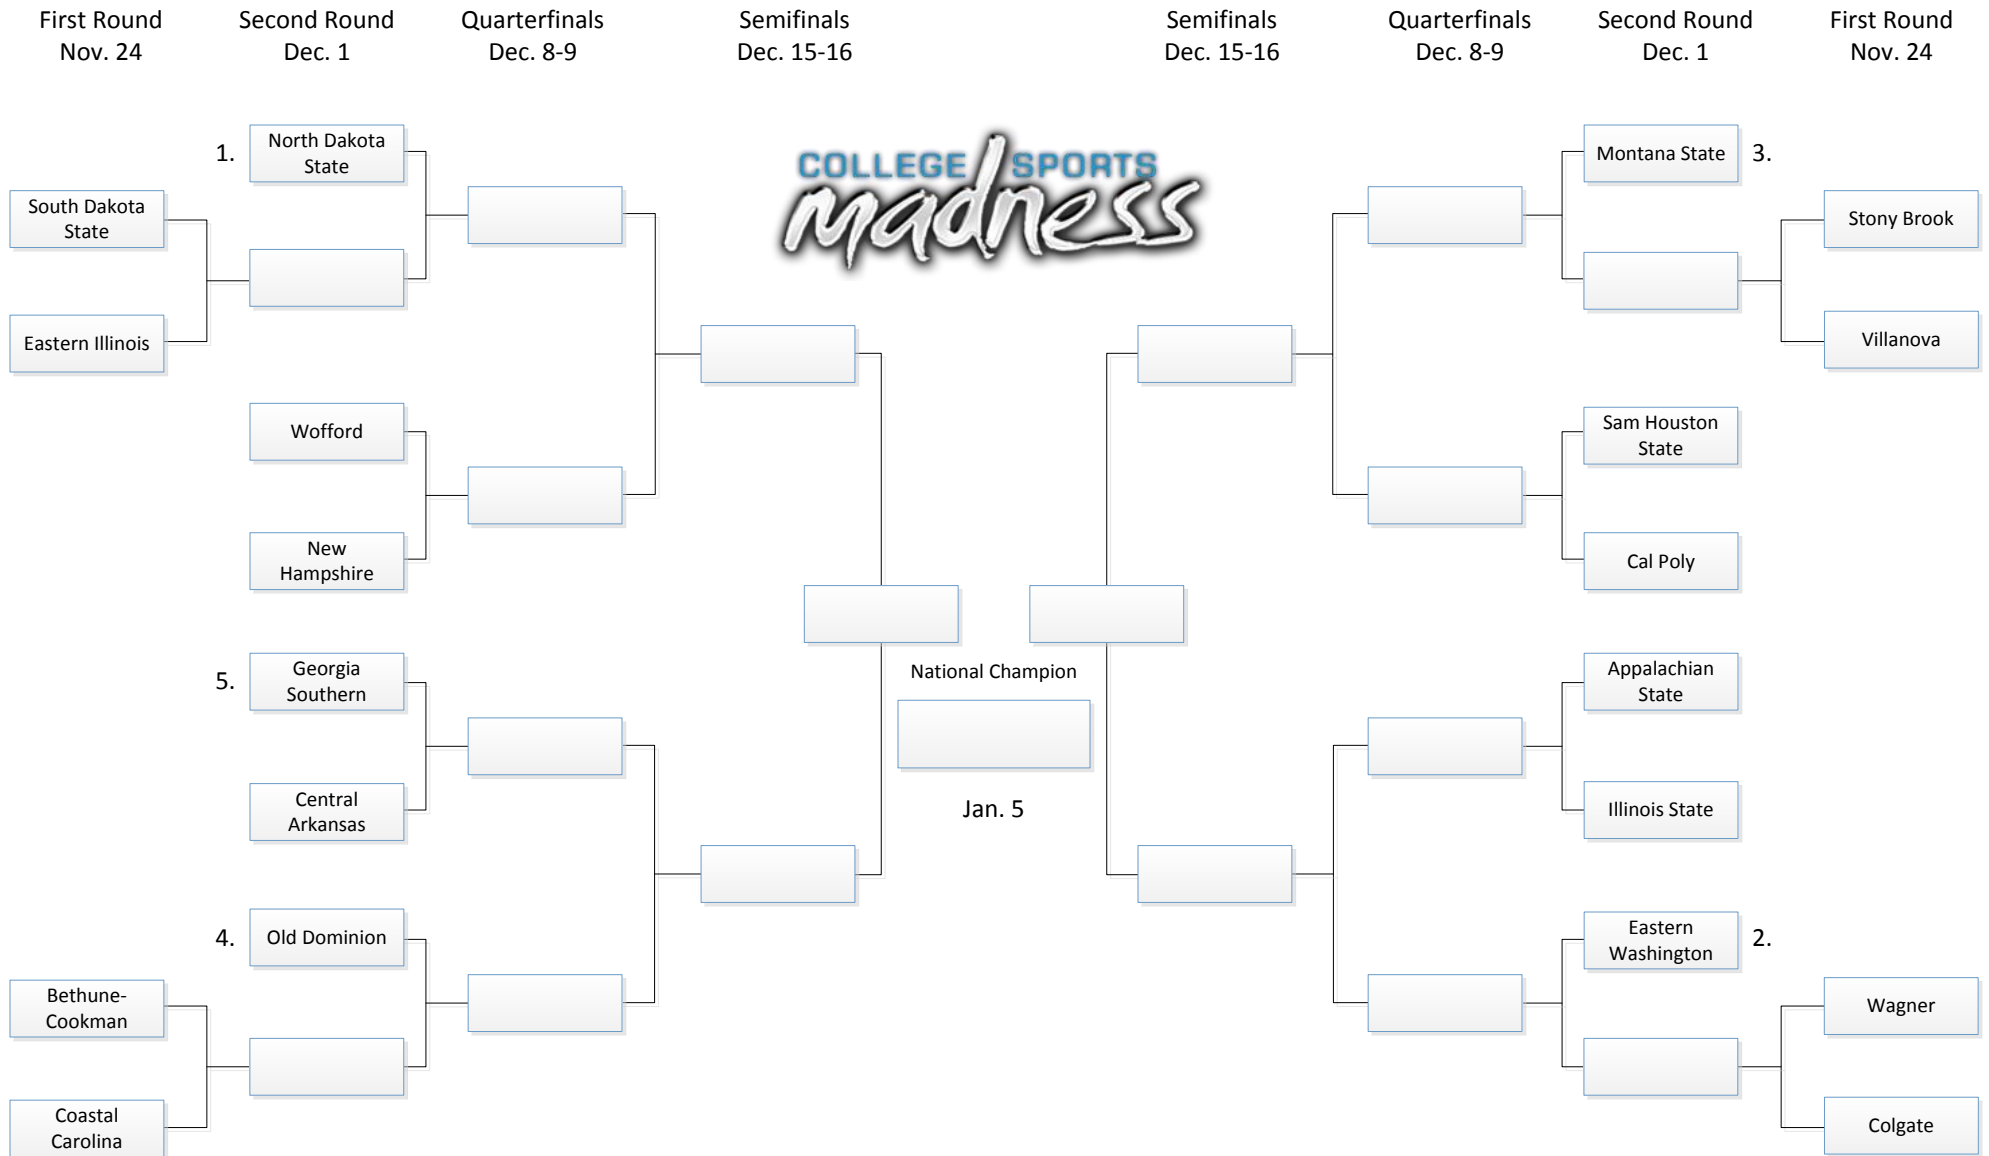 First Round
Nov. 24
Second Round
Dec. 1
Quarterfinals
Dec. 8-9
Semifinals
Dec. 15-16
Semifinals
Dec. 15-16
Quarterfinals
Dec. 8-9
Second Round
Dec. 1
First Round
Nov. 24
COLLEGE SPORTS
madness
1.
North Dakota
State
South Dakota
State
Eastern Illinois
Wofford
New
Hampshire
5.
Georgia
Southern
Central
Arkansas
4.
Old Dominion
Bethune-
Cookman
Coastal
Carolina
National Champion
Jan. 5
Montana State
3.
Stony Brook
Villanova
Sam Houston
State
Cal Poly
Appalachian
State
Illinois State
Eastern
Washington
2.
Wagner
Colgate